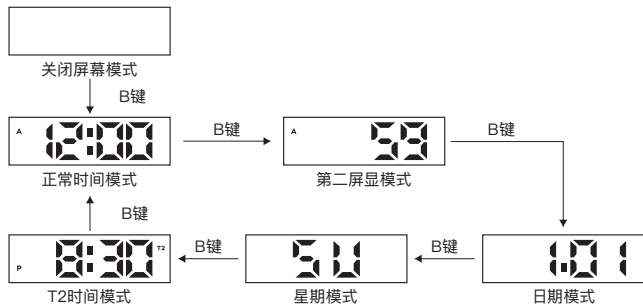 关闭屏幕模式
B键
A 12:00
正常时间模式
B键
A 59
第二屏显模式
B键
1.01
日期模式
B键
SU
星期模式
B键
P 8:30 T2
T2时间模式
B键